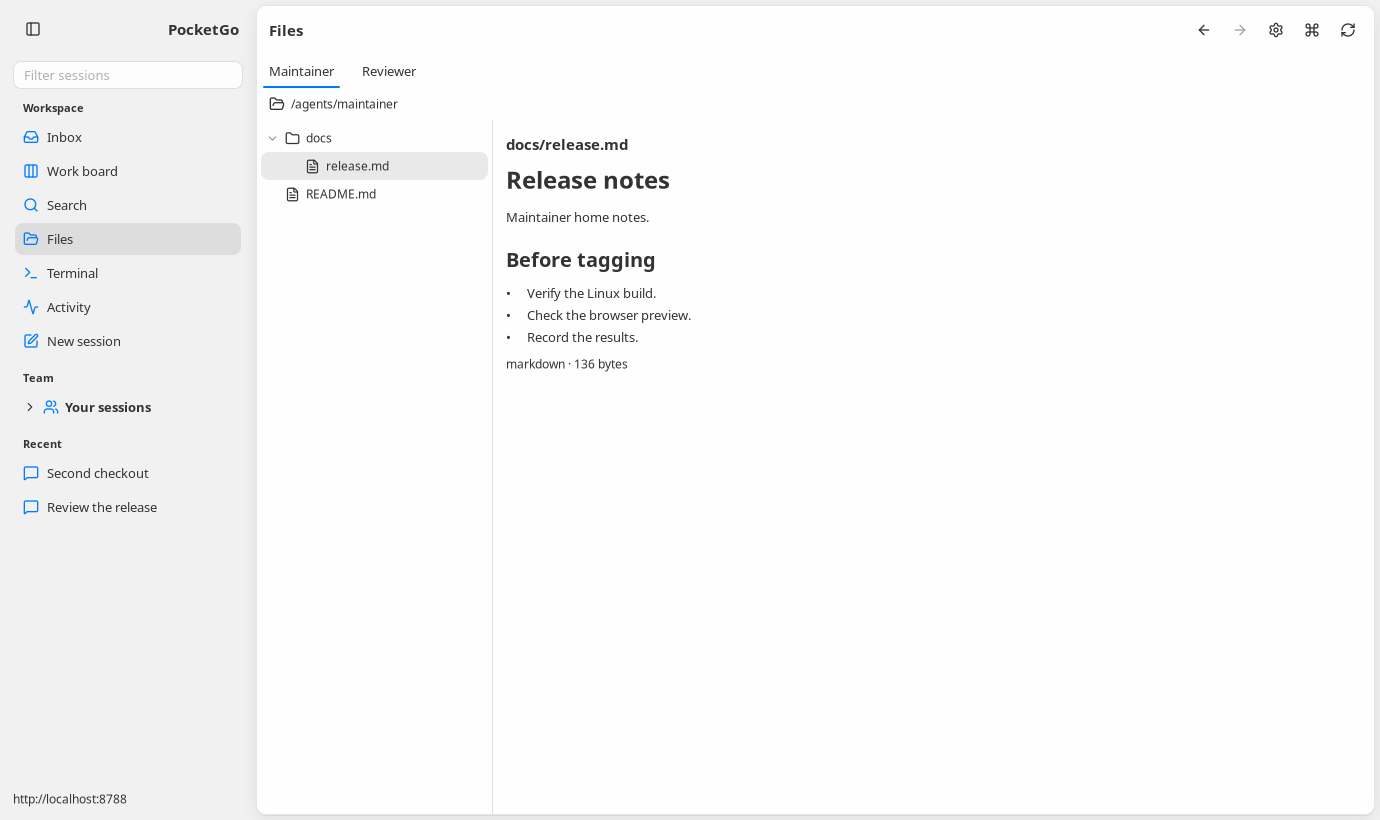 PocketGo
Filter sessions
Workspace
Inbox
Work board
Search
Files
Terminal
Activity
New session
Team
Your sessions
Recent
Second checkout
Review the release
http://localhost:8788
Files
Maintainer Reviewer
/agents/maintainer
docs
release.md
README.md
docs/release.md
Release notes
Maintainer home notes.
Before tagging
• Verify the Linux build.
• Check the browser preview.
• Record the results.
markdown · 136 bytes